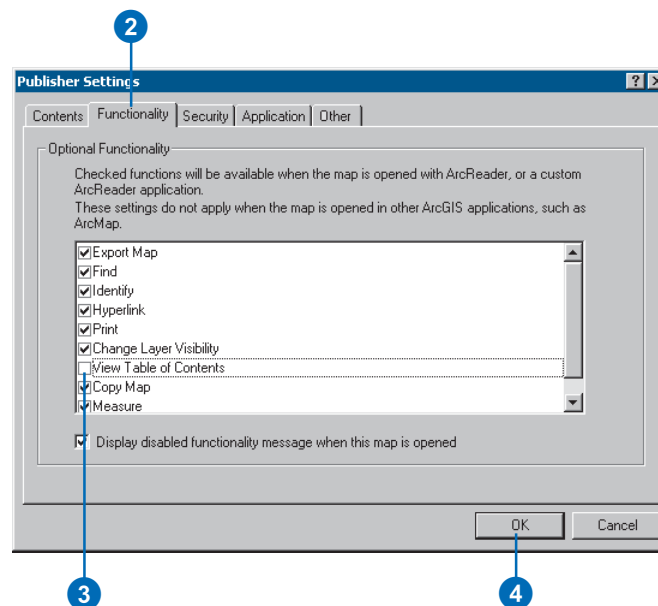 2
Publisher Settings
Contents Functionality Security Application Other
Optional Functionality
Checked functions will be available when the map is opened with ArcReader, or a custom
ArcReader application.
These settings do not apply when the map is opened in other ArcGIS applications, such as
ArcMap.
Export Map
Find
Identify
Hyperlink
Print
Change Layer Visibility
View Table of Contents
Copy Map
Measure
Display disabled functionality message when this map is opened
OK Cancel
3 4